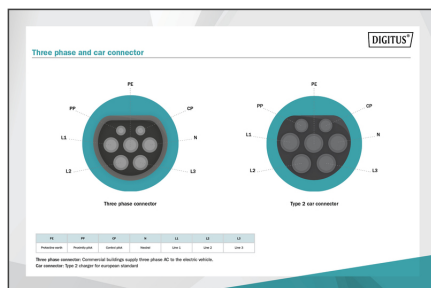 DIGITUS®
Three phase and car connector
PE PE
PP CP PP CP
L1 N L1 N
L2 L3 L2 L3
Three phase connector Type 2 car connector
PE PP CP N L1 L2 L3
Protective earth Proximity pilot Control pilot Neutral Line 1 Line 2 Line 3
Three phase connector: Commercial buildings supply three phase AC to the electric vehicle.
Car connector: Type 2 charger for european standard